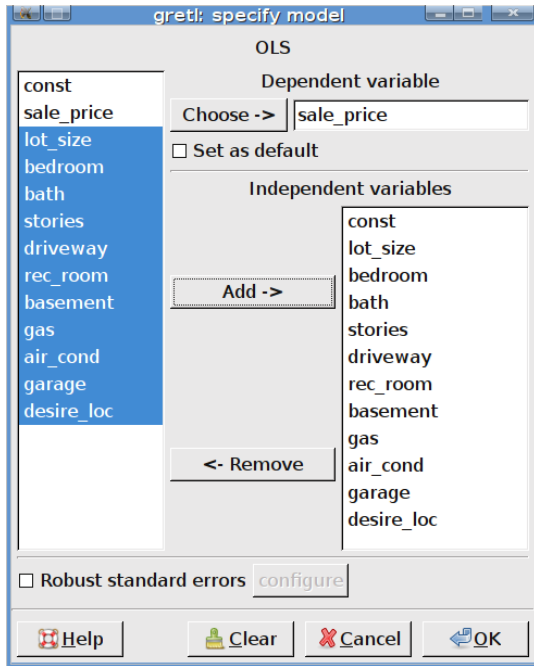 gretl: specify model
OLS
const
sale_price
lot_size
bedroom
bath
stories
driveway
rec_room
basement
gas
air_cond
garage
desire_loc
Dependent variable
Choose -> sale_price
Set as default
Independent variables
Add ->
<- Remove
const
lot_size
bedroom
bath
stories
driveway
rec_room
basement
gas
air_cond
garage
desire_loc
Robust standard errors configure
Help Clear Cancel OK